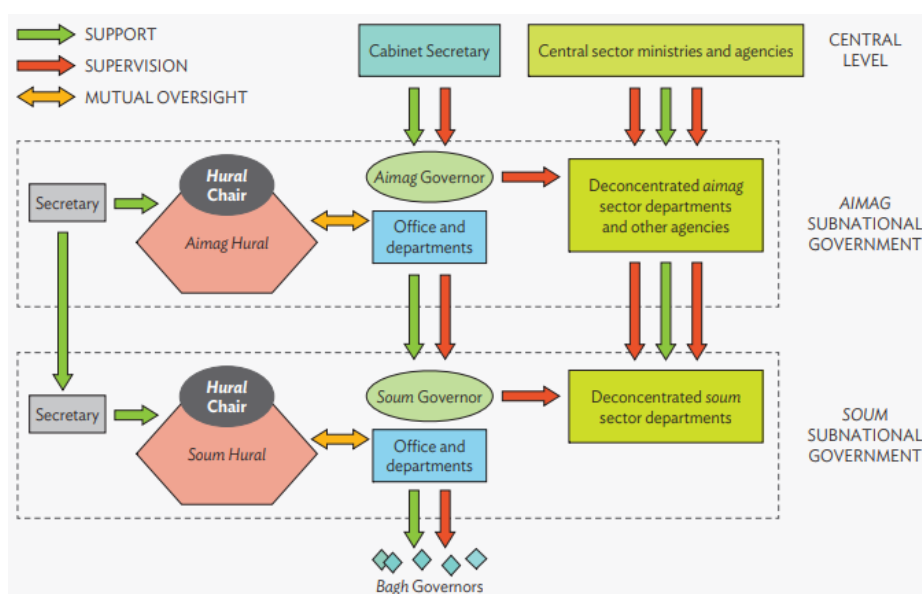 SUPPORT
SUPERVISION
MUTUAL OVERSIGHT
Cabinet Secretary
Central sector ministries and agencies
CENTRAL
LEVEL
Secretary
Hural
Chair
Aimag Hural
Aimag Governor
Office and
departments
Deconcentrated aimag
sector departments
and other agencies
AIMAG
SUBNATIONAL
GOVERNMENT
Secretary
Hural
Chair
Soum Hural
Soum Governor
Office and
departments
Deconcentrated soum
sector departments
SOUM
SUBNATIONAL
GOVERNMENT
Bagh Governors